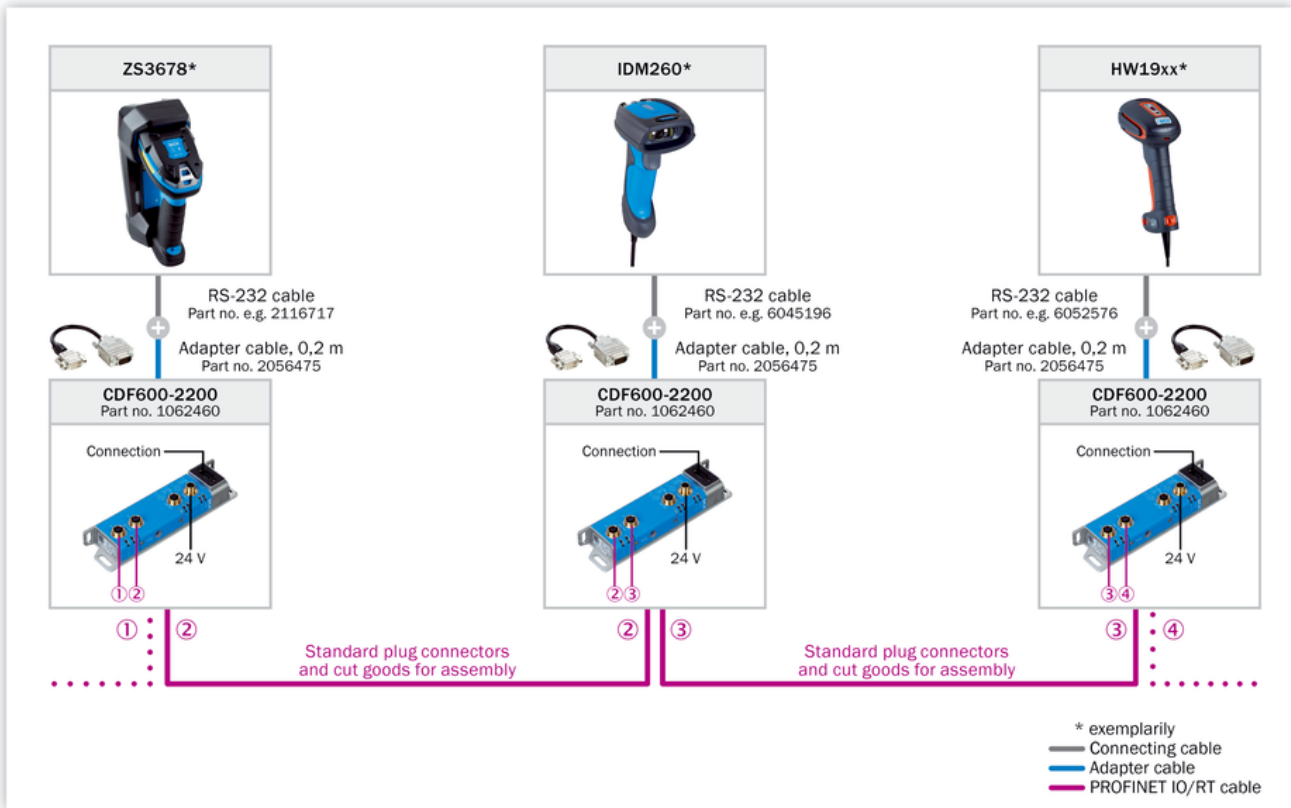 ZS3678*
IDM260*
HW19xx*
RS-232 cable
Part no. e.g. 2116717
Adapter cable, 0,2 m
Part no. 2056475
RS-232 cable
Part no. e.g. 6045196
Adapter cable, 0,2 m
Part no. 2056475
RS-232 cable
Part no. e.g. 6052576
Adapter cable, 0,2 m
Part no. 2056475
CDF600-2200
Part no. 1062460
Connection
24 V
①②
CDF600-2200
Part no. 1062460
Connection
24 V
②③
CDF600-2200
Part no. 1062460
Connection
24 V
③④
① ②
Standard plug connectors
and cut goods for assembly
② ③
Standard plug connectors
and cut goods for assembly
③ ④
* exemplarily
Connecting cable
Adapter cable
PROFINET IO/RT cable